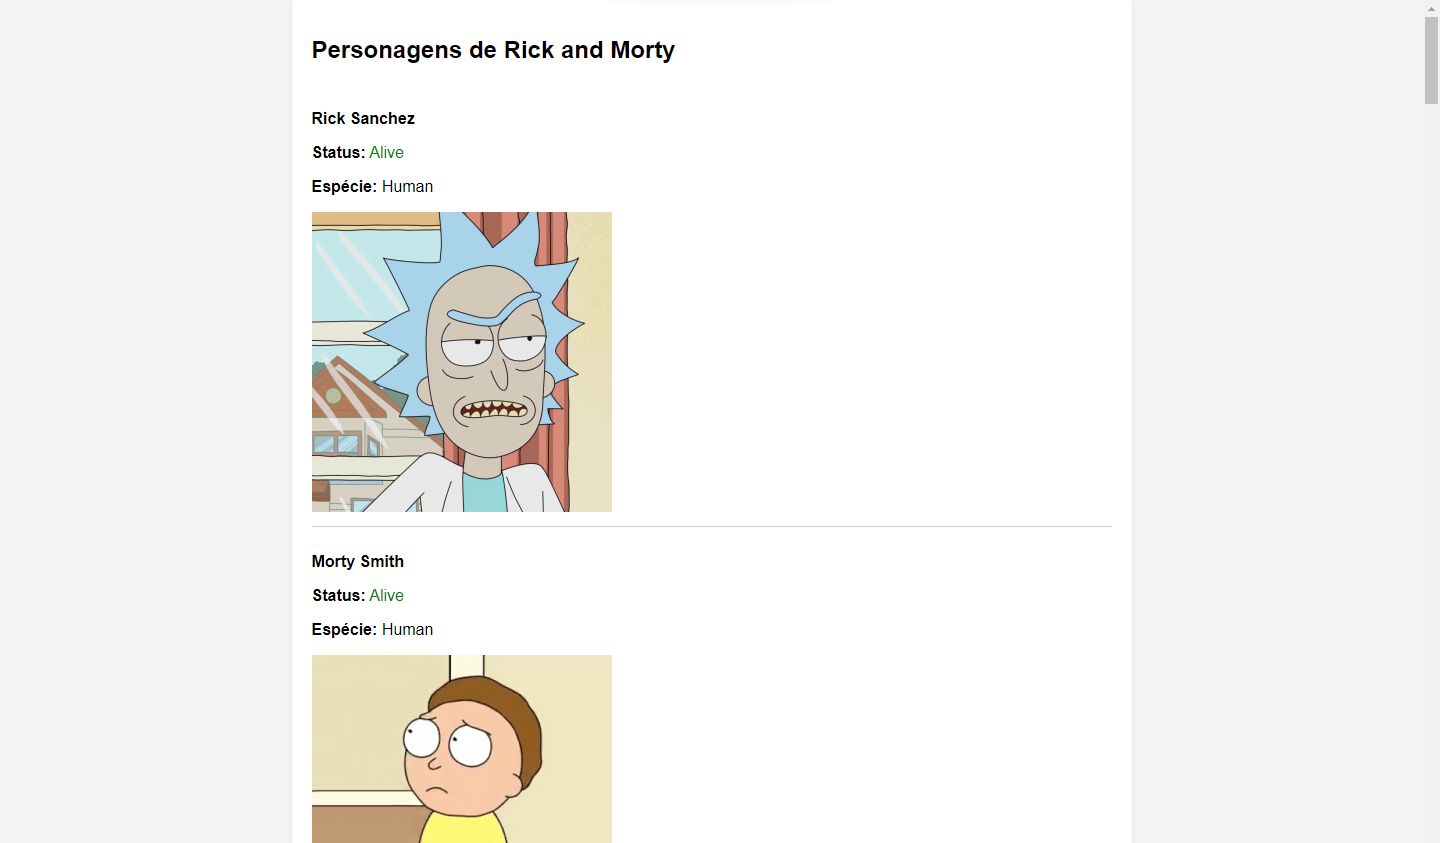 Personagens de Rick and Morty
Rick Sanchez
Status: Alive
Espécie: Human
Morty Smith
Status: Alive
Espécie: Human